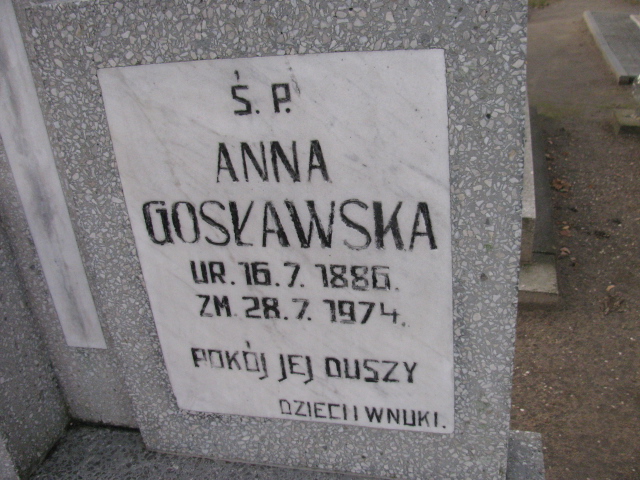 Ś. P.
ANNA
GOSŁAWSKA
UR. 16. 7. 1886.
ZM. 28. 7. 1974.
POKÓJ JEJ DUSZY
DZIECI I WNUKI.